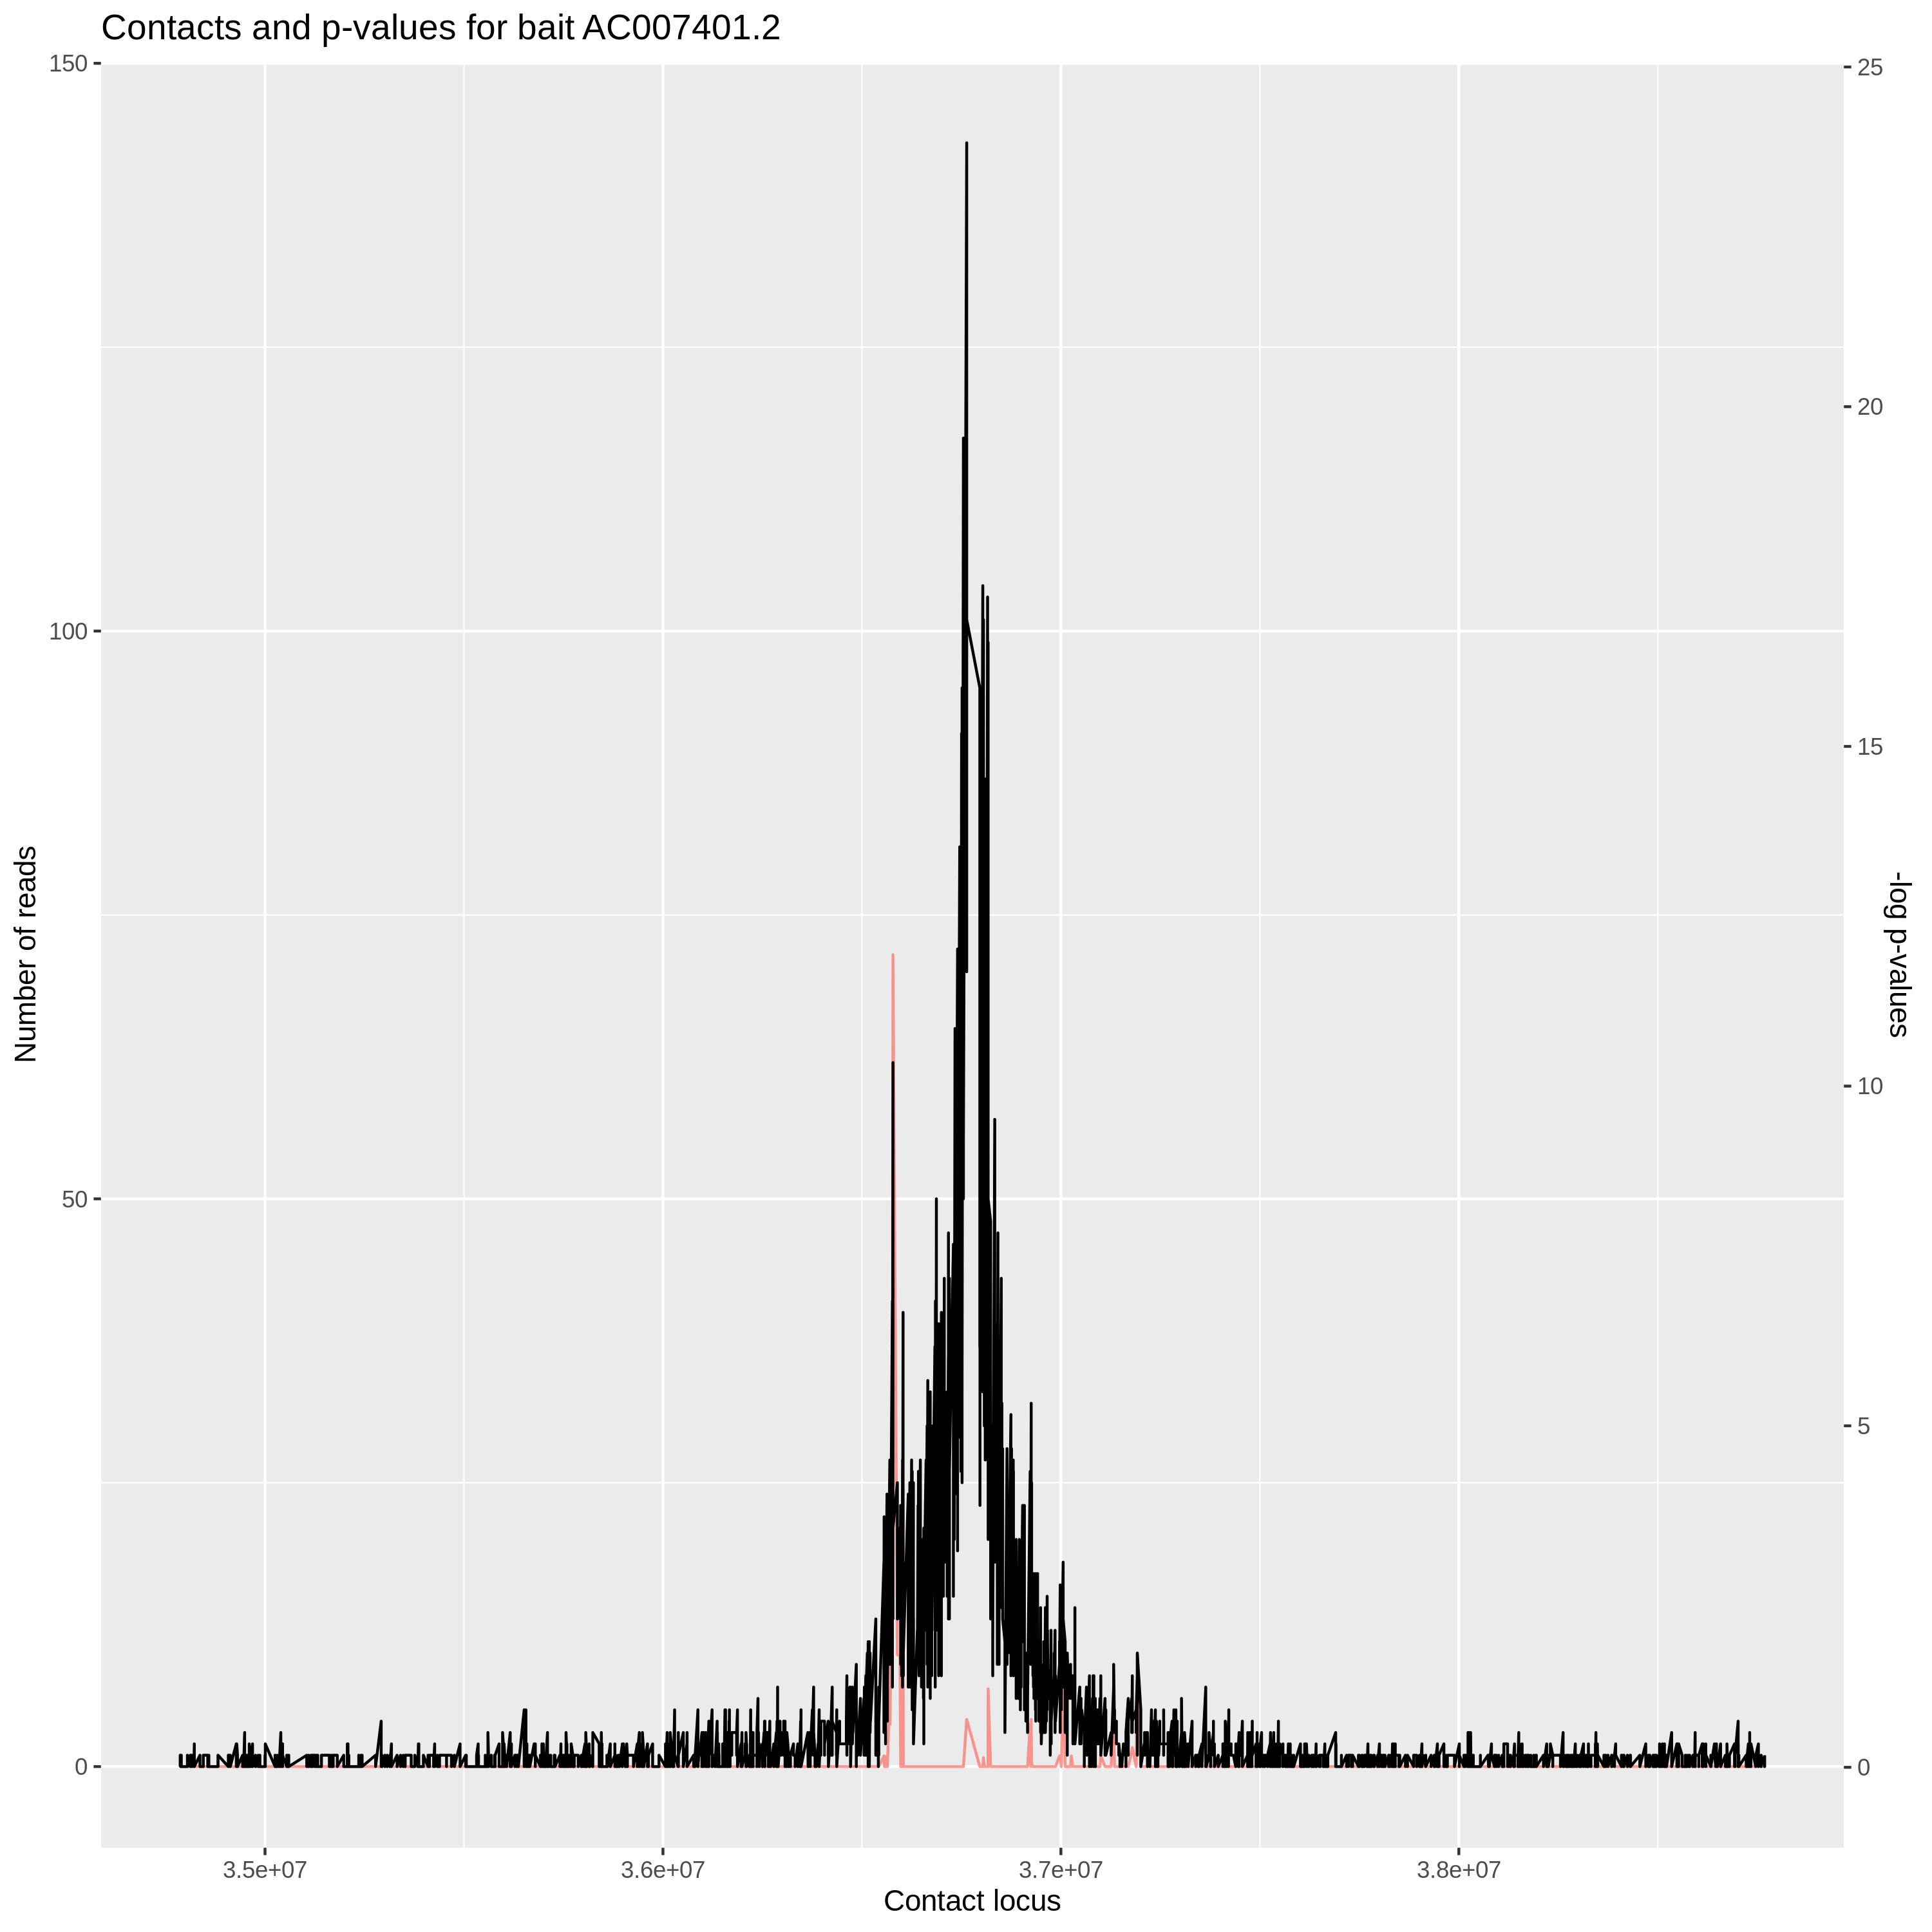 Contacts and p-values for bait AC007401.2
150
100
50
0
Number of reads
25
20
15
10
5
0
-log p-values
3.5e+07
3.6e+07
3.7e+07
3.8e+07
Contact locus